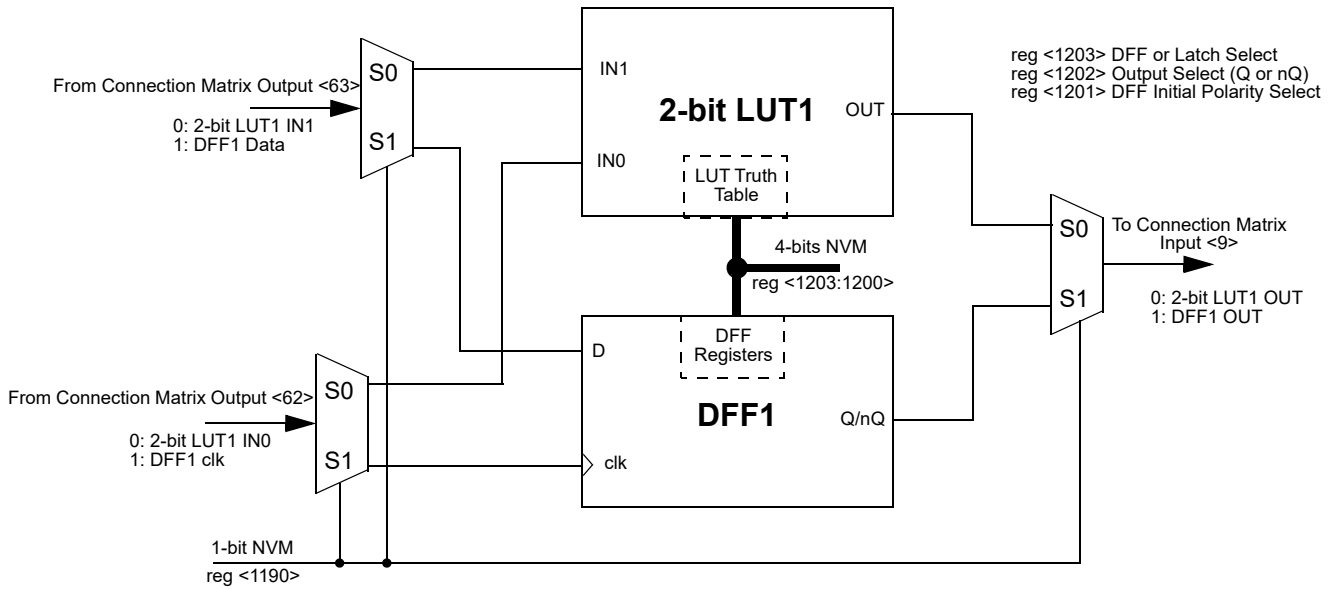 S0
From Connection Matrix Output <63>
0: 2-bit LUT1 IN1
1: DFF1 Data
S1
IN1
2-bit LUT1
OUT
IN0
LUT Truth
Table
reg <1203> DFF or Latch Select
reg <1202> Output Select (Q or nQ)
reg <1201> DFF Initial Polarity Select
4-bits NVM
reg <1203:1200>
S0
S1
To Connection Matrix
Input <9>
0: 2-bit LUT1 OUT
1: DFF1 OUT
DFF
Registers
D
DFF1
Q/nQ
clk
S0
From Connection Matrix Output <62>
0: 2-bit LUT1 IN0
1: DFF1 clk
S1
1-bit NVM
reg <1190>